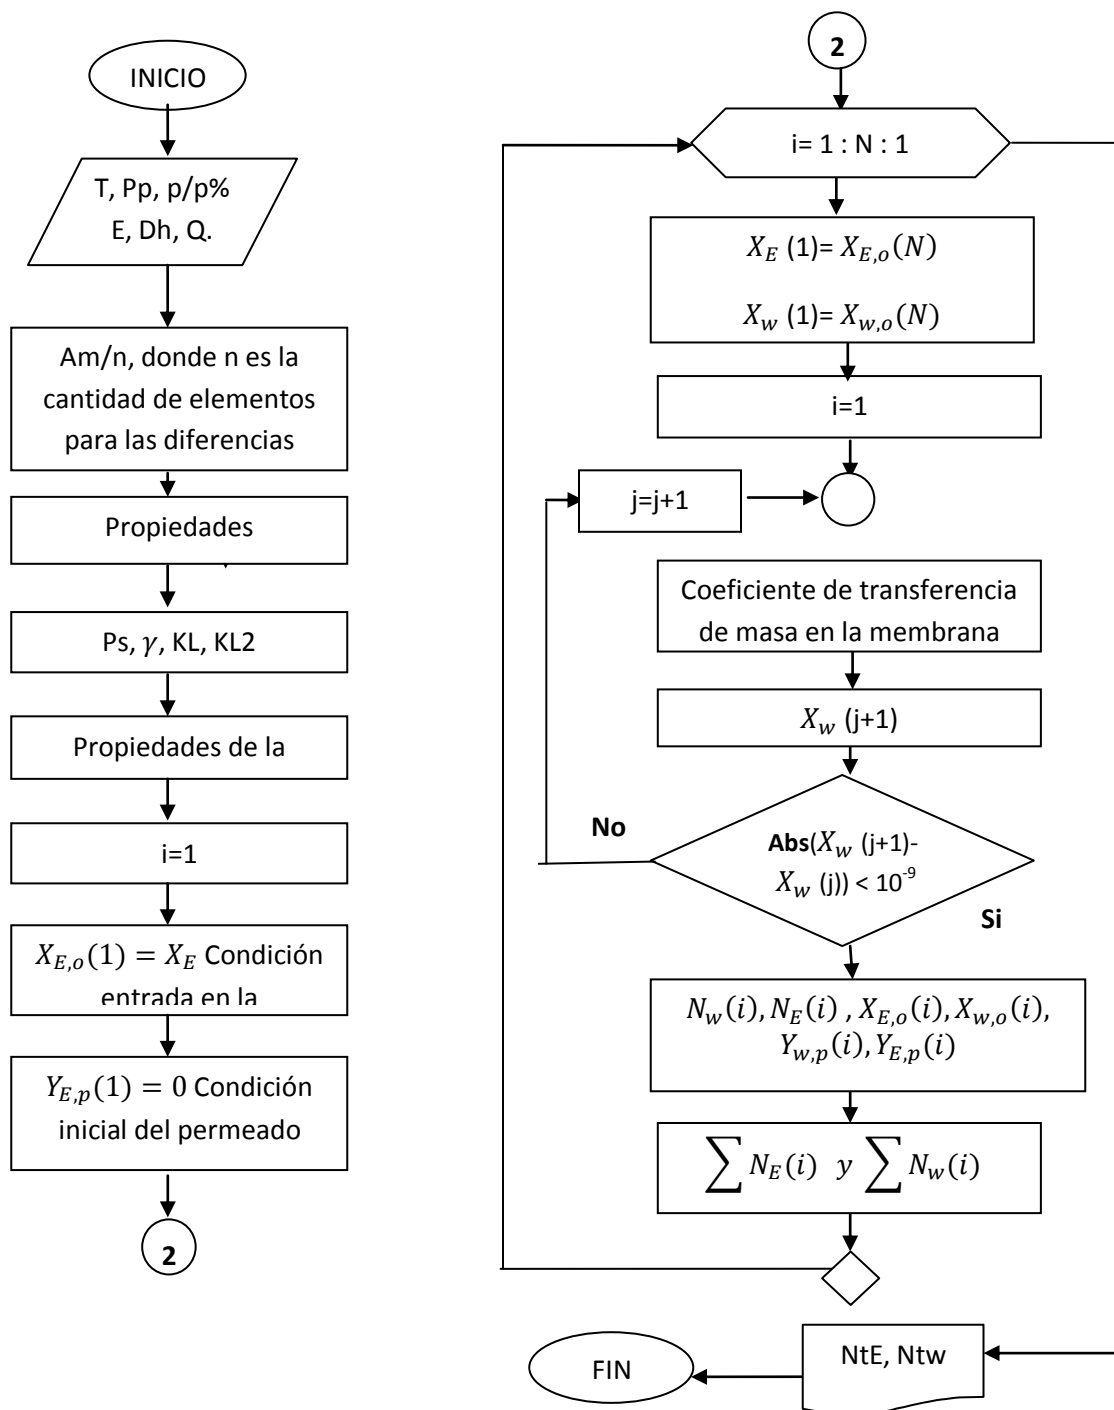 INICIO
T, Pp, p/p%
E, Dh, Q.
Am/n, donde n es la
cantidad de elementos
para las diferencias
Propiedades
Ps, γ, KL, KL2
Propiedades de la
i=1
X_{E,o}(1) = X_E Condición
entrada en la
Y_{E,p}(1) = 0 Condición
inicial del permeado
2
2
i= 1 : N : 1
X_E (1)= X_{E,o}(N)
X_w (1)= X_{w,o}(N)
i=1
j=j+1
Coeficiente de transferencia
de masa en la membrana
X_w (j+1)
No
Abs(X_w (j+1)-
X_w (j)) < 10^{-9}
Si
N_w(i), N_E(i) , X_{E,o}(i), X_{w,o}(i),
Y_{w,p}(i), Y_{E,p}(i)
∑ N_E(i) y ∑ N_w(i)
NtE, Ntw
FIN